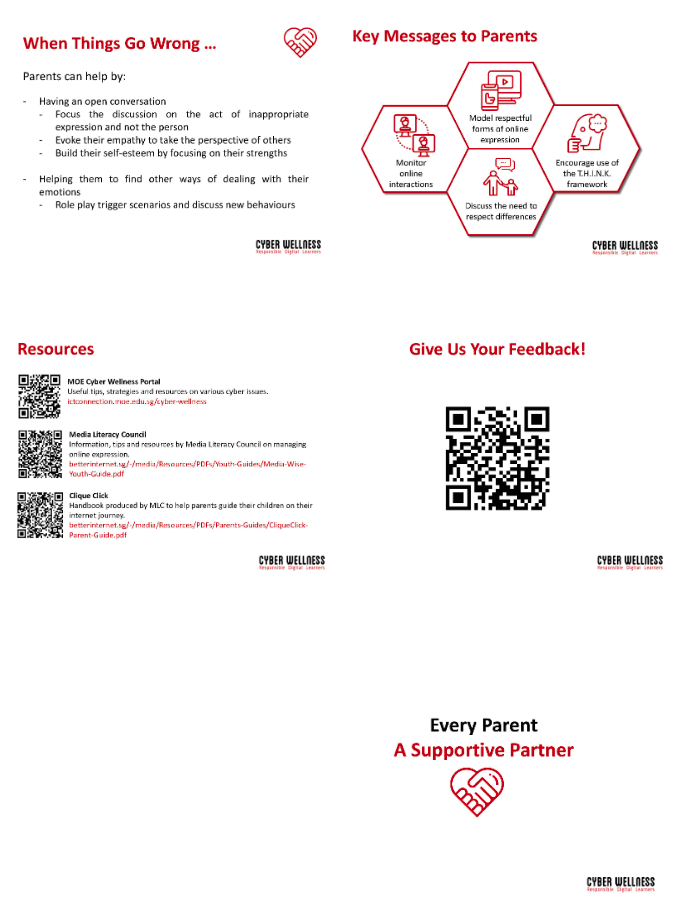 When Things Go Wrong ...
Parents can help by:
- Having an open conversation
- Focus the discussion on the act of inappropriate
expression and not the person
- Evoke their empathy to take the perspective of others
- Build their self-esteem by focusing on their strengths
- Helping them to find other ways of dealing with their
emotions
- Role play trigger scenarios and discuss new behaviours
CYBER WELLNESS
Responsible Digital Learners
Key Messages to Parents
Model respectful
forms of online
expression
Monitor
online
interactions
Encourage use of
the T.H.I.N.K.
framework
Discuss the need to
respect differences
CYBER WELLNESS
Responsible Digital Learners
Resources
MOE Cyber Wellness Portal
Useful tips, strategies and resources on various cyber issues.
ictconnection.moe.edu.sg/cyber-wellness
Media Literacy Council
Information, tips and resources by Media Literacy Council on managing
online expression.
betterinternet.sg/-/media/Resources/PDFs/Youth-Guides/Media-Wise-
Youth-Guide.pdf
Clique Click
Handbook produced by MLC to help parents guide their children on their
internet journey.
betterinternet.sg/-/media/Resources/PDFs/Parents-Guides/CliqueClick-
Parent-Guide.pdf
CYBER WELLNESS
Responsible Digital Learners
Give Us Your Feedback!
CYBER WELLNESS
Responsible Digital Learners
Every Parent
A Supportive Partner
CYBER WELLNESS
Responsible Digital Learners